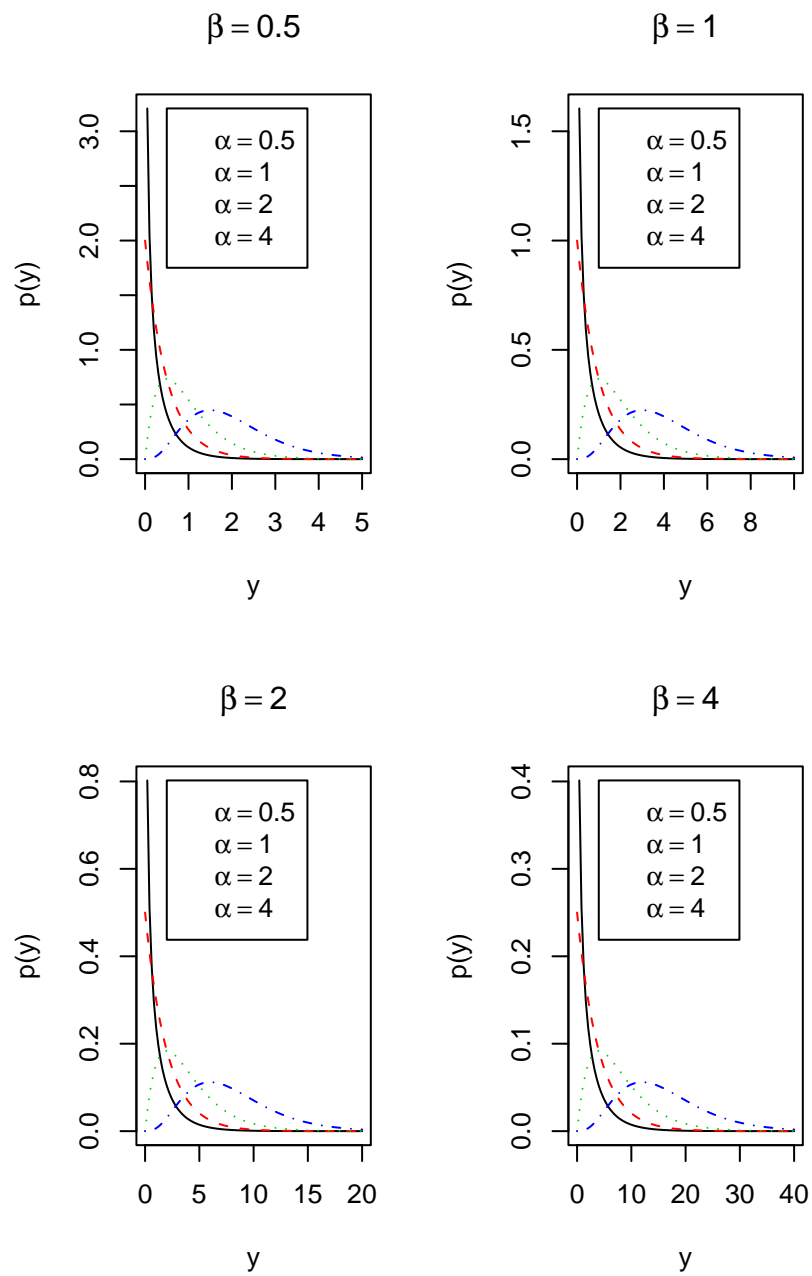 β = 0.5
p(y)
0.0 1.0 2.0 3.0
α = 0.5
α = 1
α = 2
α = 4
0 1 2 3 4 5
y
β = 1
p(y)
0.0 0.5 1.0 1.5
α = 0.5
α = 1
α = 2
α = 4
0 2 4 6 8
y
β = 2
p(y)
0.0 0.2 0.4 0.6 0.8
α = 0.5
α = 1
α = 2
α = 4
0 5 10 15 20
y
β = 4
p(y)
0.0 0.1 0.2 0.3 0.4
α = 0.5
α = 1
α = 2
α = 4
0 10 20 30 40
y